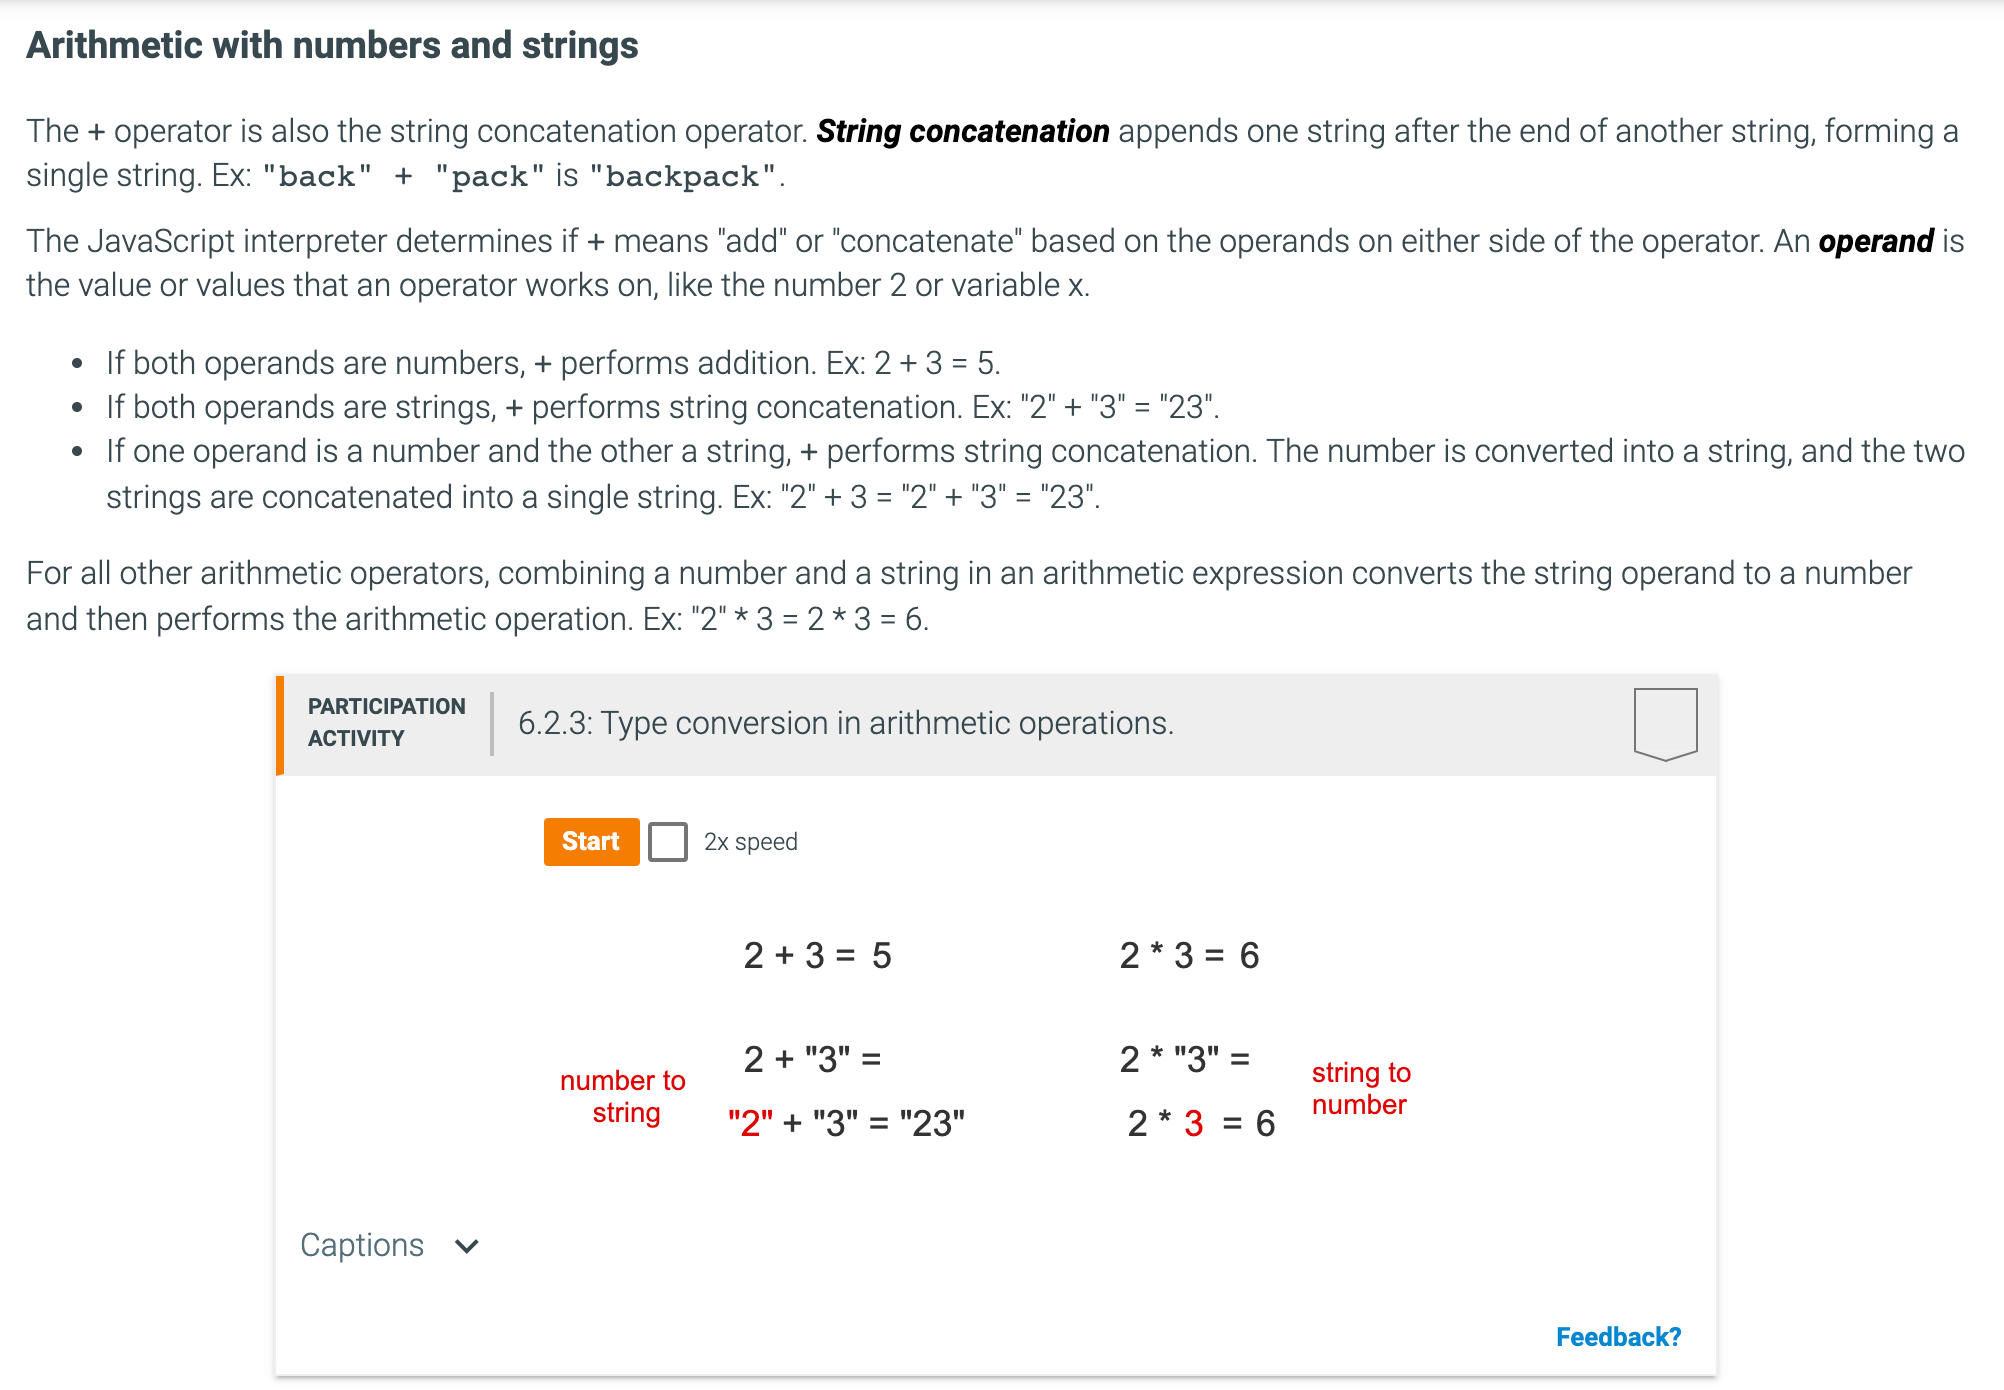 Arithmetic with numbers and strings
The + operator is also the string concatenation operator. String concatenation appends one string after the end of another string, forming a
single string. Ex: "back" + "pack" is "backpack".
The JavaScript interpreter determines if + means "add" or "concatenate" based on the operands on either side of the operator. An operand is
the value or values that an operator works on, like the number 2 or variable x.
• If both operands are numbers, + performs addition. Ex: 2 + 3 = 5.
• If both operands are strings, + performs string concatenation. Ex: "2" + "3" = "23".
• If one operand is a number and the other a string, + performs string concatenation. The number is converted into a string, and the two
strings are concatenated into a single string. Ex: "2" + 3 = "2" + "3" = "23".
For all other arithmetic operators, combining a number and a string in an arithmetic expression converts the string operand to a number
and then performs the arithmetic operation. Ex: "2" * 3 = 2 * 3 = 6.
PARTICIPATION
ACTIVITY
6.2.3: Type conversion in arithmetic operations.
Start
2x speed
2 + 3 = 5
2 * 3 = 6
2 + "3" =
number to
string
"2" + "3" = "23"
2 * "3" =
2 * 3 = 6
string to
number
Captions
Feedback?